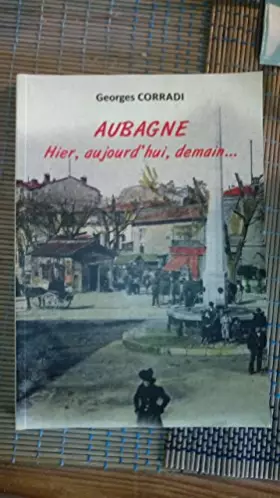 Georges CORRADI
AUBAGNE
Hier, aujourd'hui, demain...